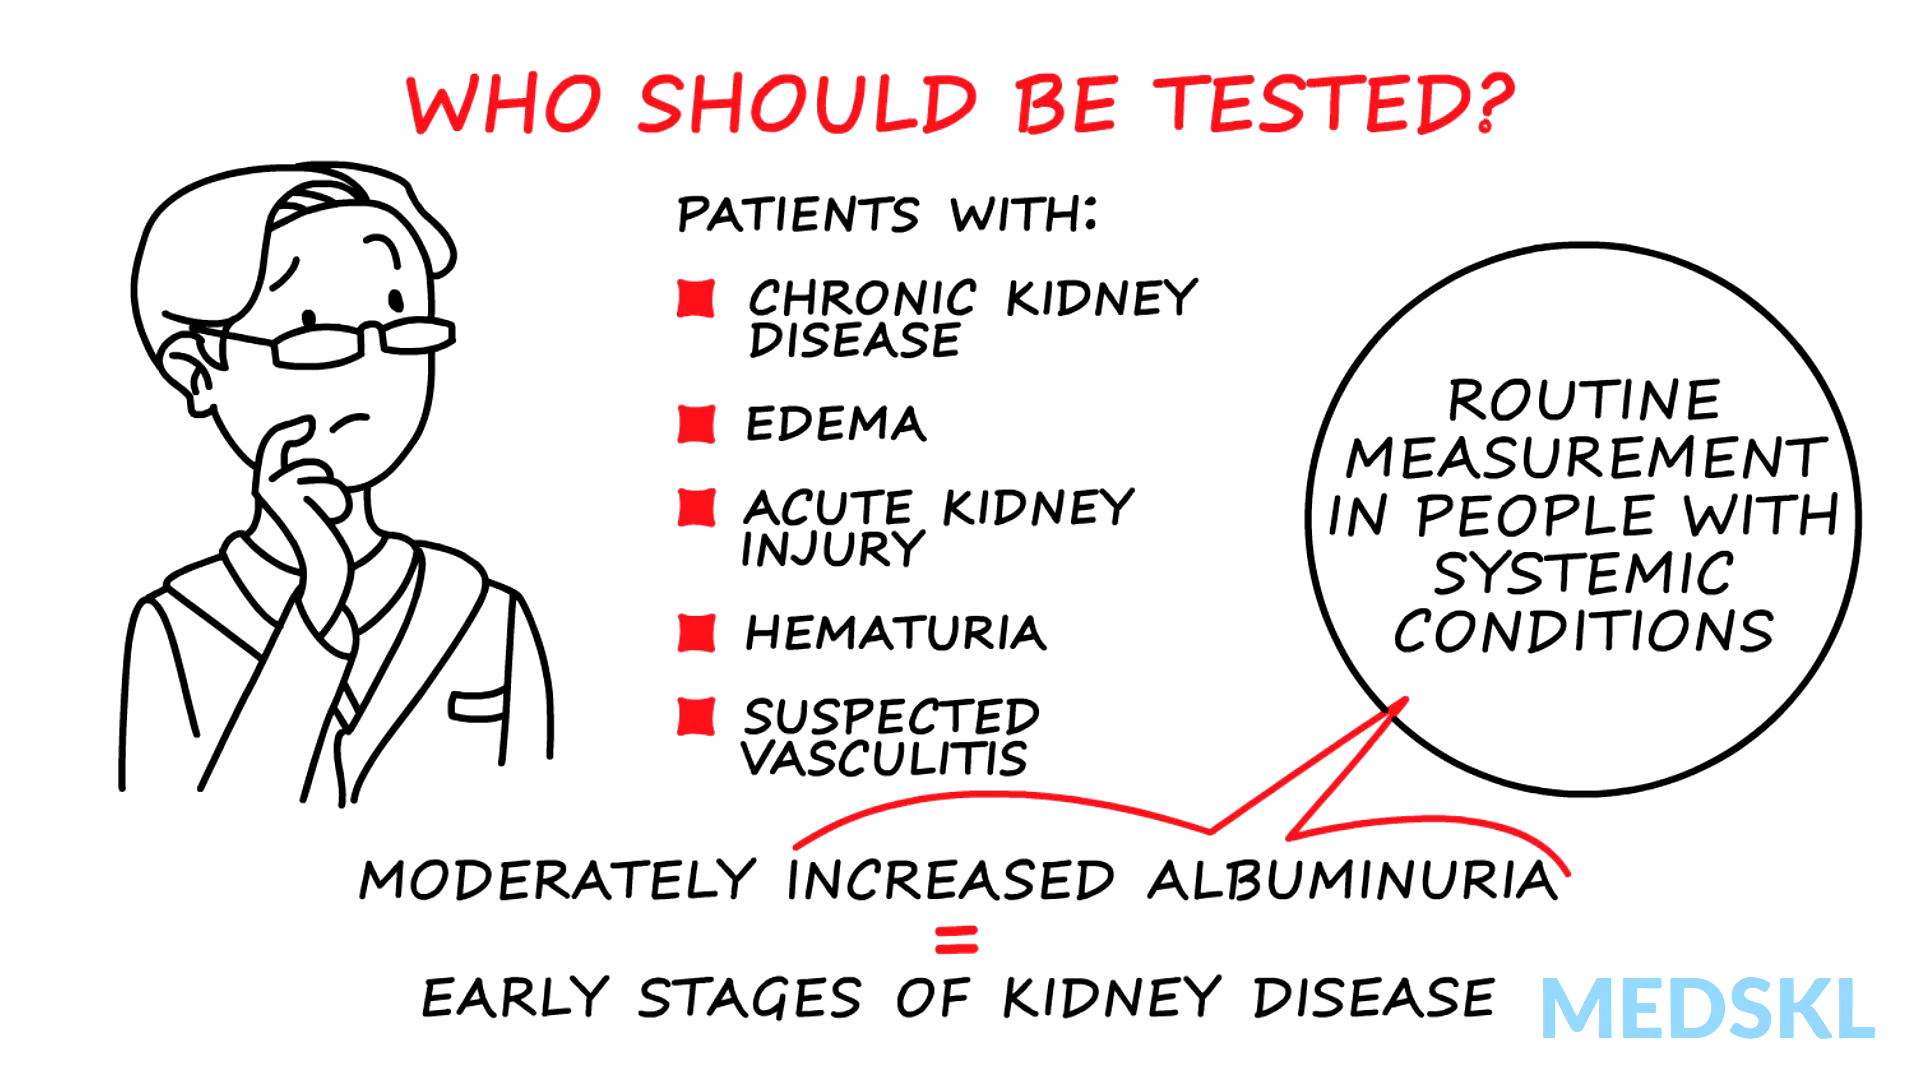 WHO SHOULD BE TESTED?
PATIENTS WITH:
CHRONIC KIDNEY
DISEASE
EDEMA
ACUTE KIDNEY
INJURY
HEMATURIA
SUSPECTED
VASCULITIS
ROUTINE
MEASUREMENT
IN PEOPLE WITH
SYSTEMIC
CONDITIONS
MODERATELY INCREASED ALBUMINURIA
=
EARLY STAGES OF KIDNEY DISEASE
MEDSKL